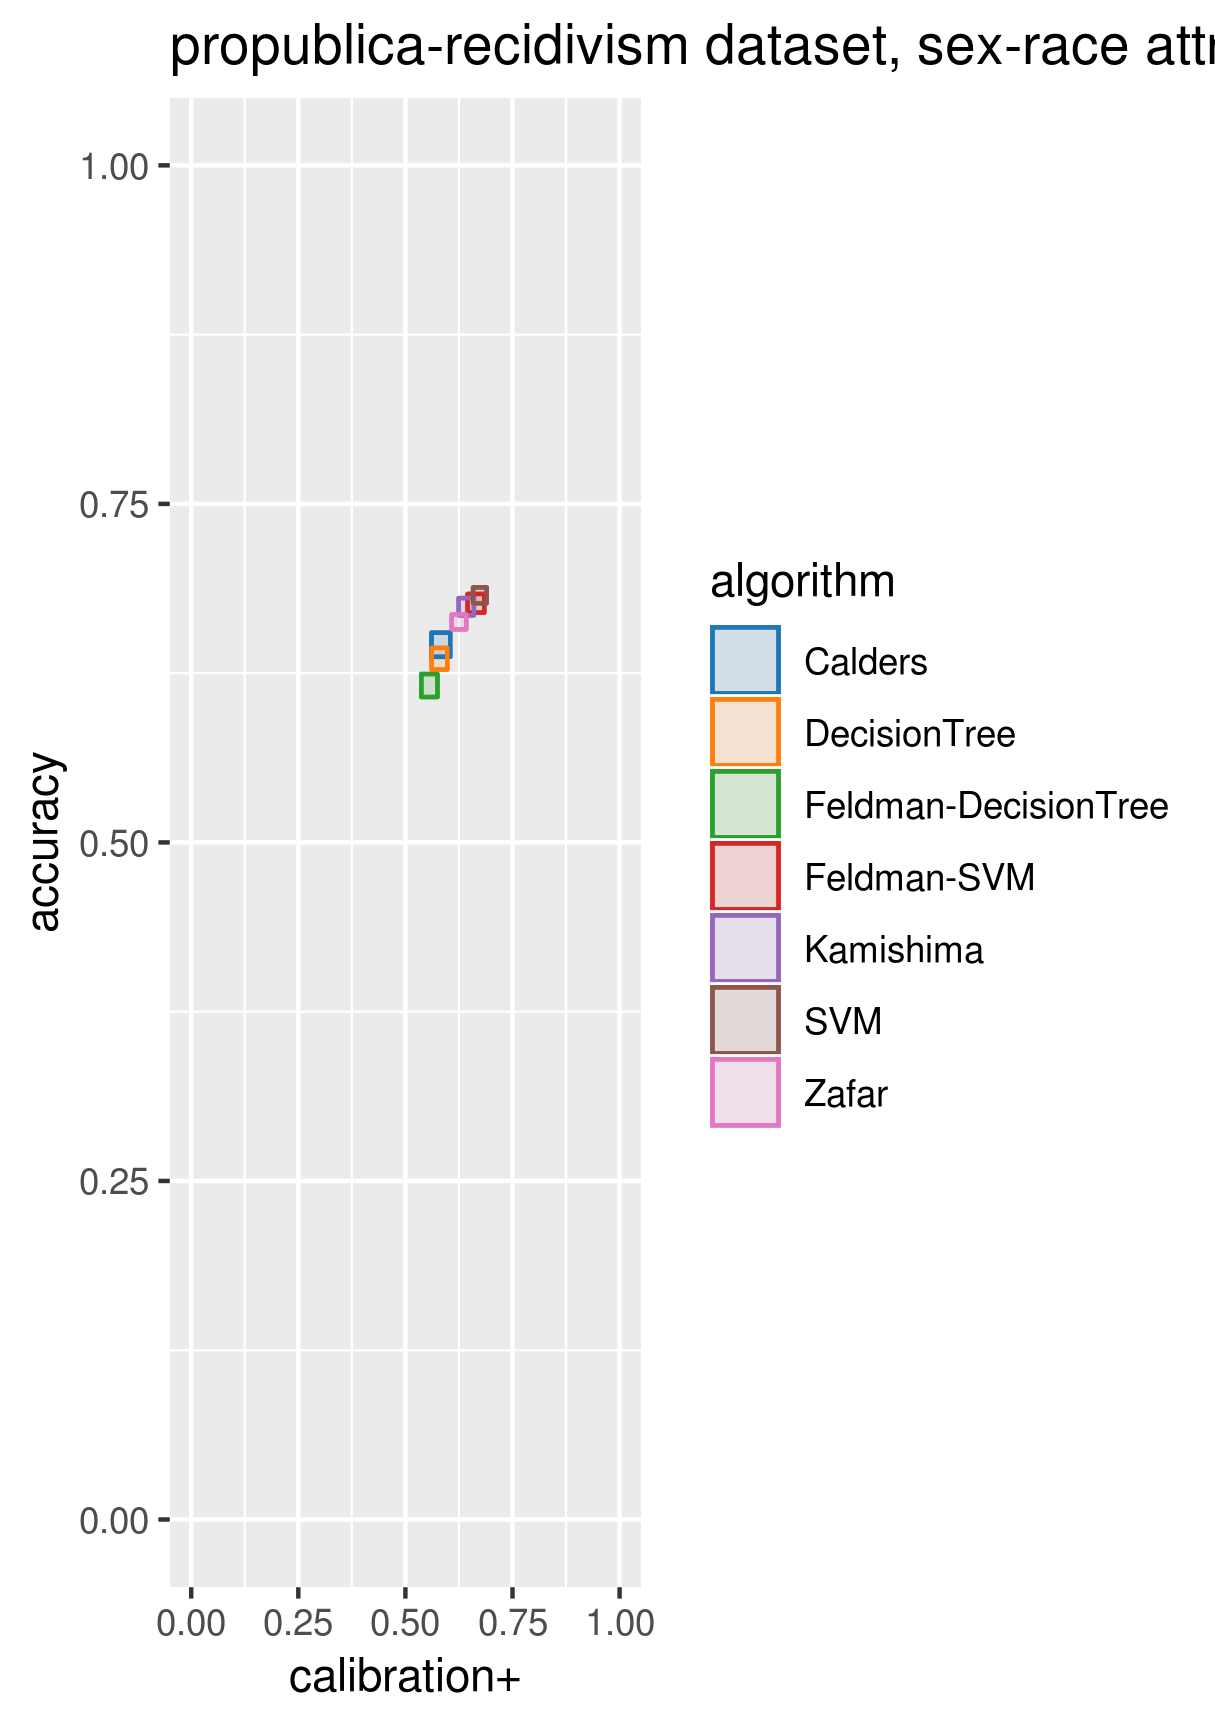 propublica-recidivism dataset, sex-race
1.00
0.75
0.50
0.25
0.00
accuracy
0.00 0.25 0.50 0.75 1.00
calibration+
algorithm
Calders
DecisionTree
Feldman-DecisionTree
Feldman-SVM
Kamishima
SVM
Zafar